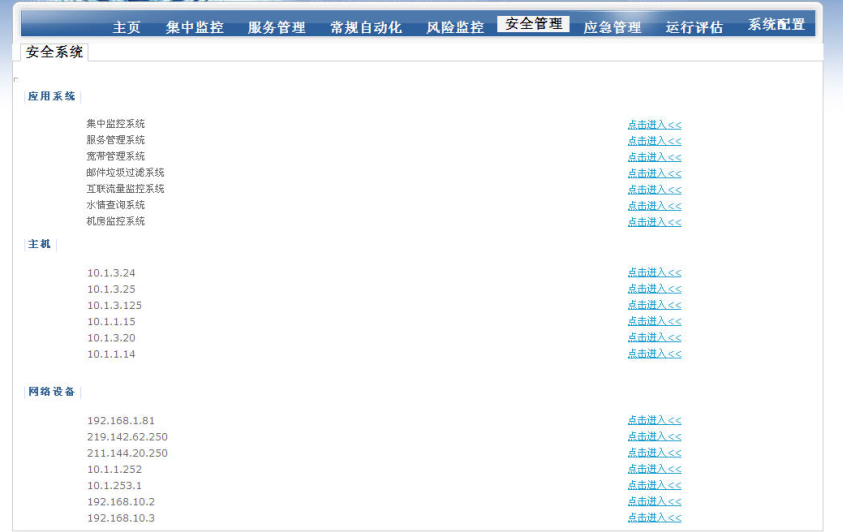 主页 集中监控 服务管理 常规自动化 风险监控 安全管理 应急管理 运行评估 系统配置
安全系统
应用系统
集中监控系统 点击进入<<
服务管理系统 点击进入<<
宽带管理系统 点击进入<<
邮件垃圾过滤系统 点击进入<<
互联流量监控系统 点击进入<<
水情查询系统 点击进入<<
机房监控系统 点击进入<<
主机
10.1.3.24 点击进入<<
10.1.3.25 点击进入<<
10.1.3.125 点击进入<<
10.1.1.15 点击进入<<
10.1.3.20 点击进入<<
10.1.1.14 点击进入<<
网络设备
192.168.1.81 点击进入<<
219.142.62.250 点击进入<<
211.144.20.250 点击进入<<
10.1.1.252 点击进入<<
10.1.253.1 点击进入<<
192.168.10.2 点击进入<<
192.168.10.3 点击进入<<